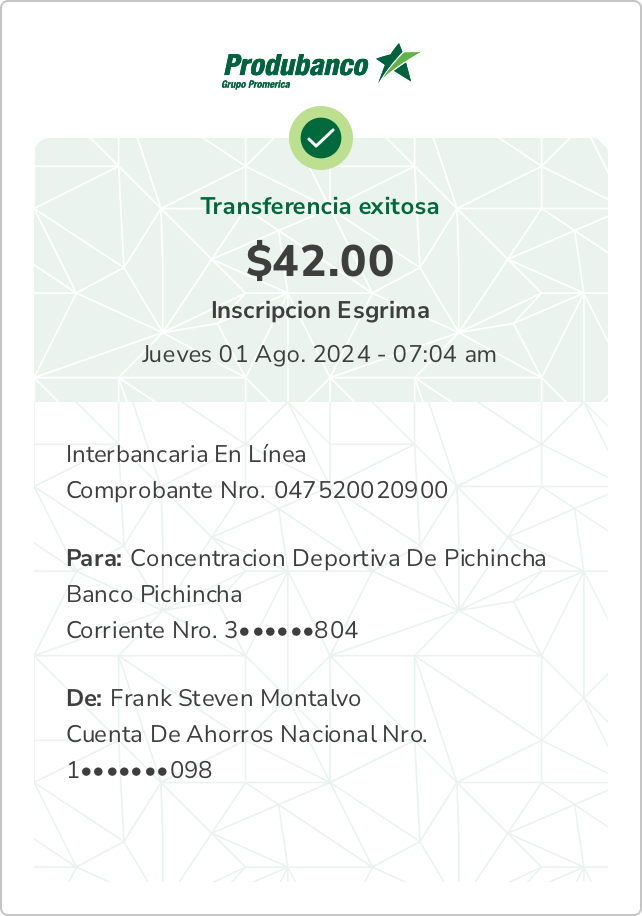 Produbanco
Grupo Promerica
Transferencia exitosa
$42.00
Inscripcion Esgrima
Jueves 01 Ago. 2024 - 07:04 am
Interbancaria En Línea
Comprobante Nro. 047520020900
Para: Concentracion Deportiva De Pichincha
Banco Pichincha
Corriente Nro. 3••••••804
De: Frank Steven Montalvo
Cuenta De Ahorros Nacional Nro.
1•••••••098